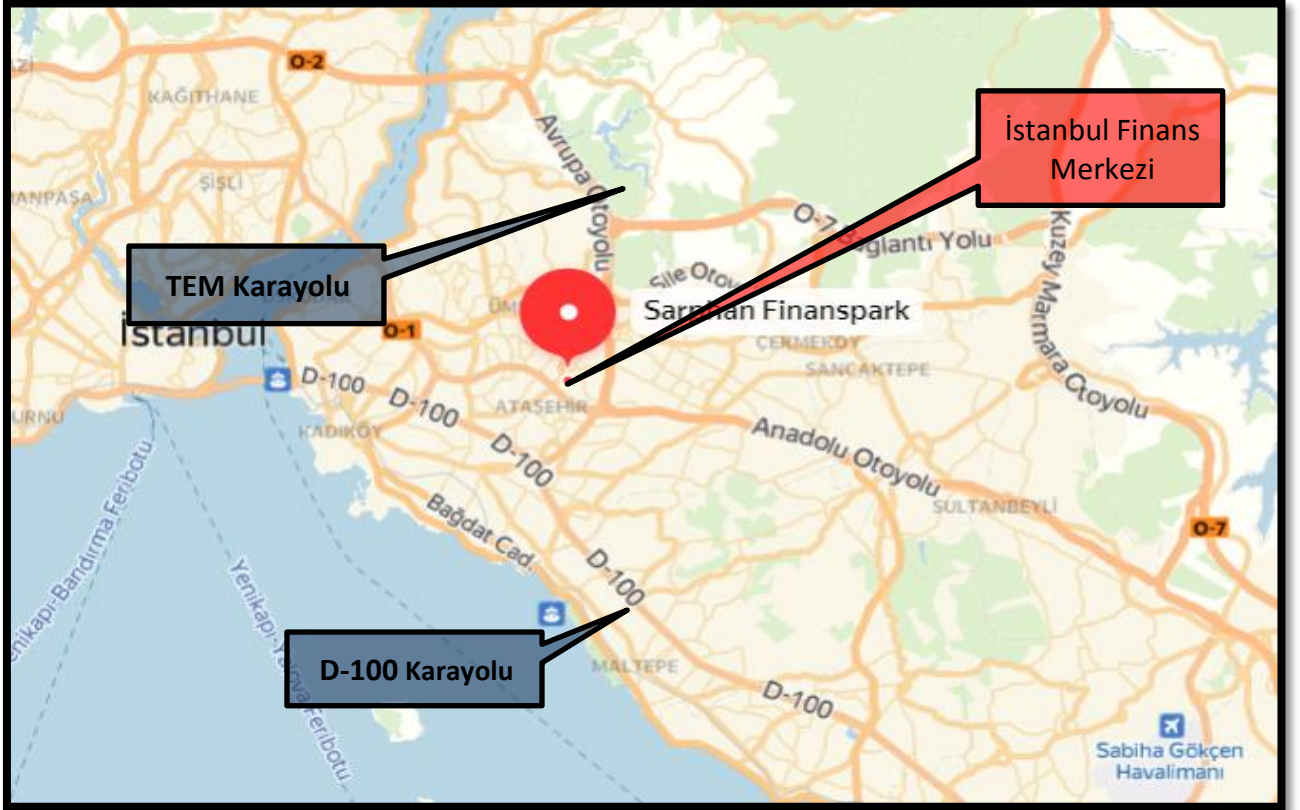 O-2
KAĞITHANE
ŞİŞLİ
Avrupa Otoyolu
İstanbul Finans
Merkezi
O-7 Bağlantı Yolu
Kuzey Marmara Otoyolu
TEM Karayolu
Şile Otoyolu
Sarphan Finanspark
İstanbul
O-1
ÇEKMEKÖY
SANCAKTEPE
D-100
D-100
ATAŞEHİR
KADIKÖY
D-100
Anadolu Otoyolu
SULTANBEYLİ
Bağdat Cad.
O-7
D-100
Yenikapı-Bandırma Feribotu
Yenikapı-Yalova Feribotu
D-100 Karayolu
MALTEPE
D-100
Sabiha Gökçen
Havalimanı